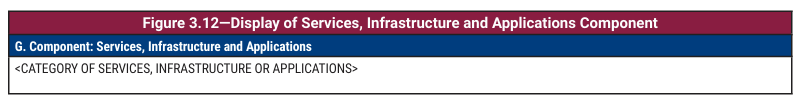 Figure 3.12—Display of Services, Infrastructure and Applications Component
G. Component: Services, Infrastructure and Applications
<CATEGORY OF SERVICES, INFRASTRUCTURE OR APPLICATIONS>